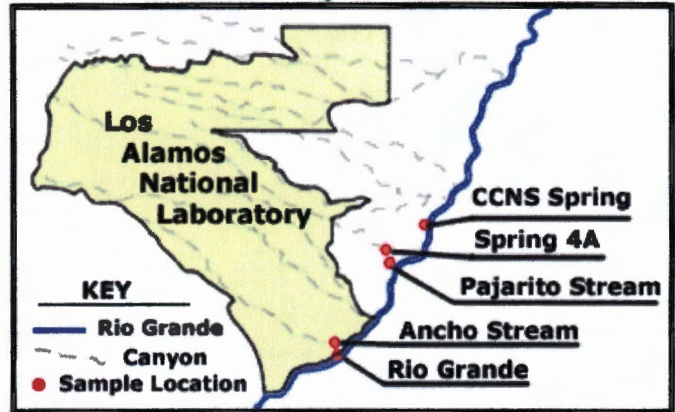 Los
Alamos
National
Laboratory
CCNS Spring
Spring 4A
Pajarito Stream
Ancho Stream
Rio Grande
KEY
Rio Grande
Canyon
Sample Location